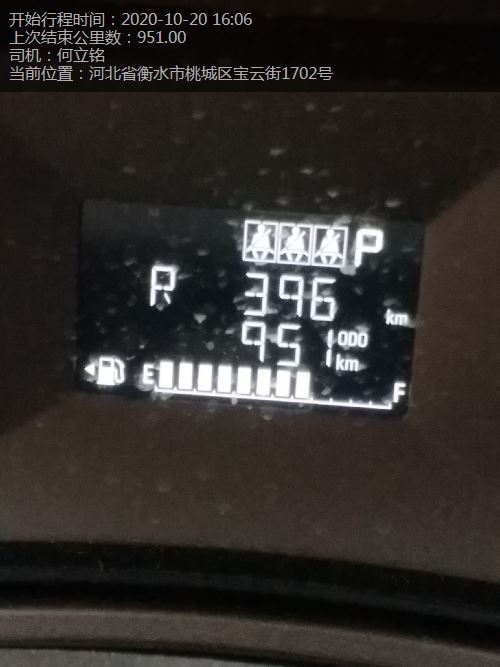 开始行程时间：2020-10-20 16:06
上次结束公里数：951.00
司机：何立铭
当前位置：河北省衡水市桃城区宝云街1702号
P
R 396 km
951 ODO km
E F